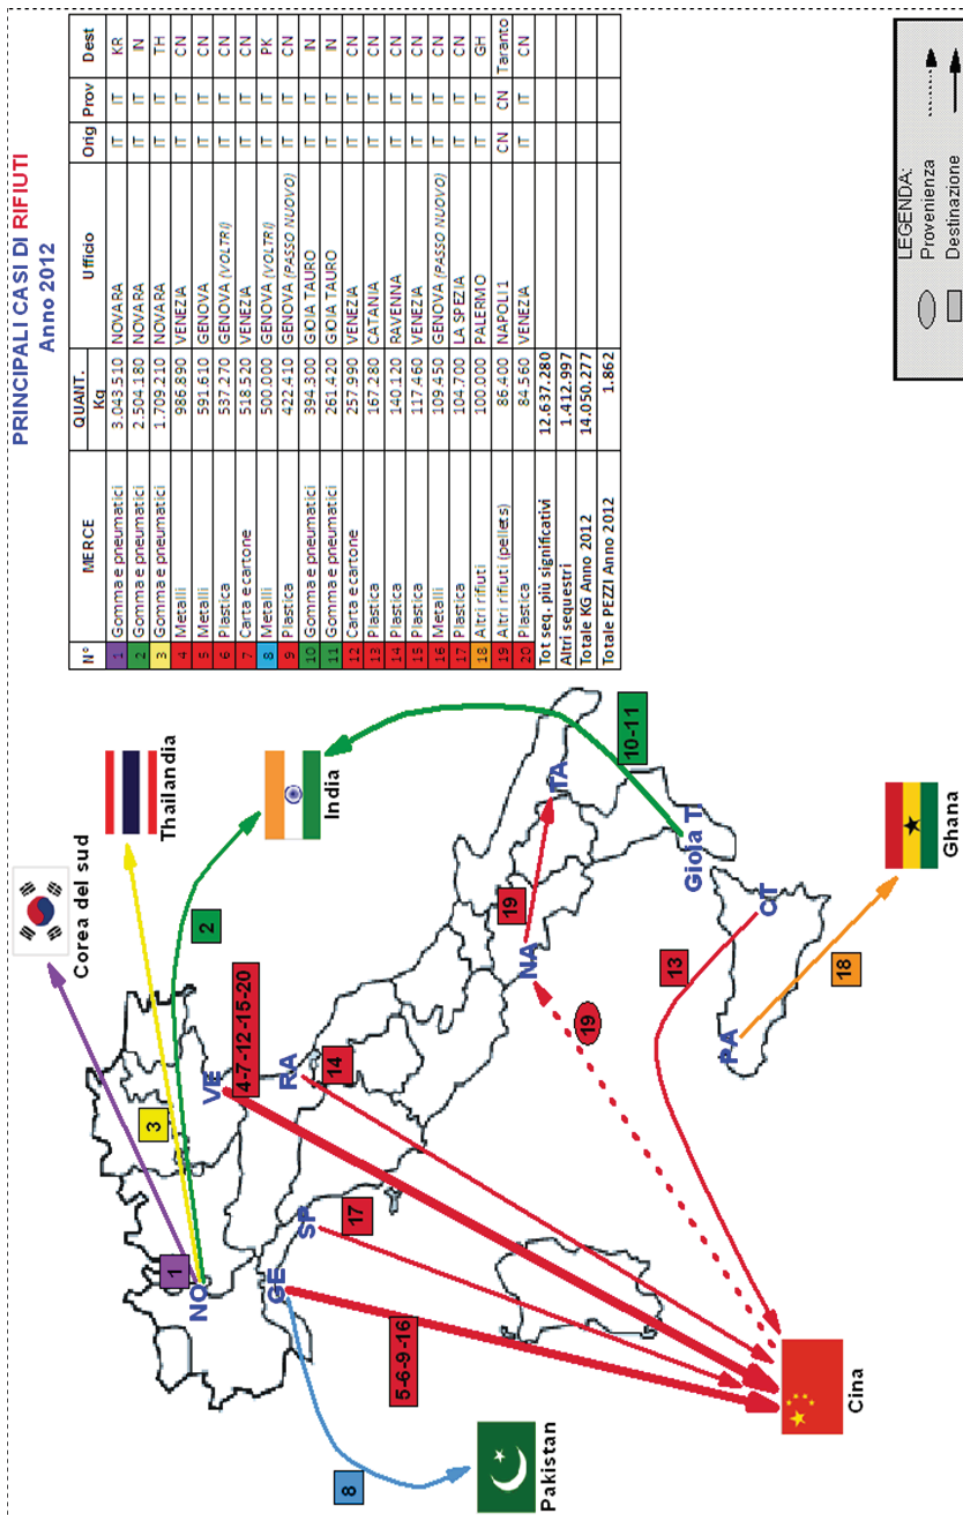 PRINCIPALI CASI DI RIFIUTI
Anno 2012
N° MERCE QUANT. Kg Ufficio Orig Prov Dest
1 Gomma e pneumatici 3.043.510 NOVARA IT IT KR
2 Gomma e pneumatici 2.504.180 NOVARA IT IT IN
3 Gomma e pneumatici 1.709.210 NOVARA IT IT TH
4 Metalli 986.890 VENEZIA IT IT CN
5 Metalli 591.610 GENOVA IT IT CN
6 Plastica 537.270 GENOVA (VOLTRI) IT IT CN
7 Carta e cartone 518.520 VENEZIA IT IT CN
8 Metalli 500.000 GENOVA (VOLTRI) IT IT PK
9 Plastica 422.410 GENOVA (PASSO NUOVO) IT IT CN
10 Gomma e pneumatici 394.300 GIOIA TAURO IT IT IN
11 Gomma e pneumatici 261.420 GIOIA TAURO IT IT IN
12 Carta e cartone 257.990 VENEZIA IT IT CN
13 Plastica 167.280 CATANIA IT IT CN
14 Plastica 140.120 RAVENNA IT IT CN
15 Plastica 117.460 VENEZIA IT IT CN
16 Metalli 109.450 GENOVA (PASSO NUOVO) IT IT CN
17 Plastica 104.700 LA SPEZIA IT IT CN
18 Altri rifiuti 100.000 PALERMO IT IT GH
19 Altri rifiuti (pellets) 86.400 NAPOLI 1 CN CN Taranto
20 Plastica 84.560 VENEZIA IT IT CN
Tot seq. più significativi 12.637.280
Altri sequestri 1.412.997
Totale KG Anno 2012 14.050.277
Totale PEZZI Anno 2012 1.862
Corea del sud
Thailandia
India
1
3
2
NO
VE
4-7-12-15-20
GE
SP
RA
17
14
5-6-9-16
8
Pakistan
Cina
19
NA
19
TA
10-11
Gioia T.
13
CT
PA
18
Ghana
LEGENDA:
Provenienza
Destinazione